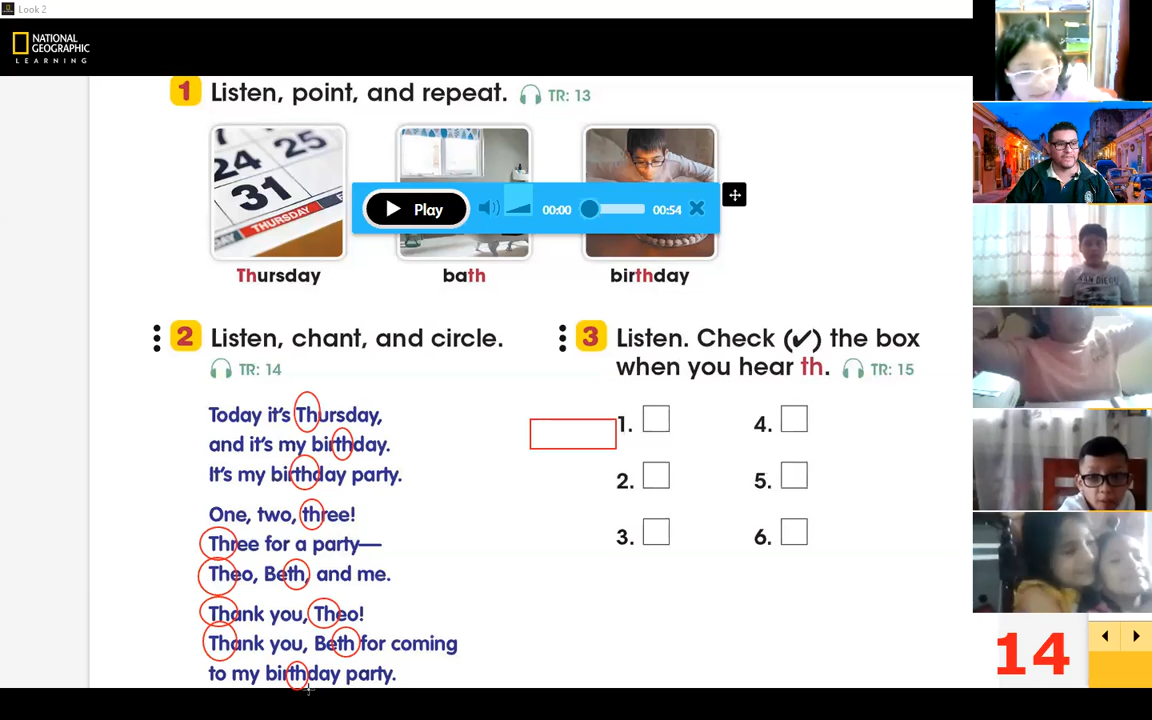 Look 2
NATIONAL
GEOGRAPHIC
LEARNING
1 Listen, point, and repeat. TR: 13
24 25
31
THURSDAY
Play 00:00 00:54
Thursday bath birthday
2 Listen, chant, and circle.
TR: 14
Today it's Thursday,
and it's my birthday.
It's my birthday party.
One, two, three!
Three for a party—
Theo, Beth, and me.
Thank you, Theo!
Thank you, Beth for coming
to my birthday party.
3 Listen. Check (✓) the box
when you hear th. TR: 15
1. 4.
2. 5.
3. 6.
14